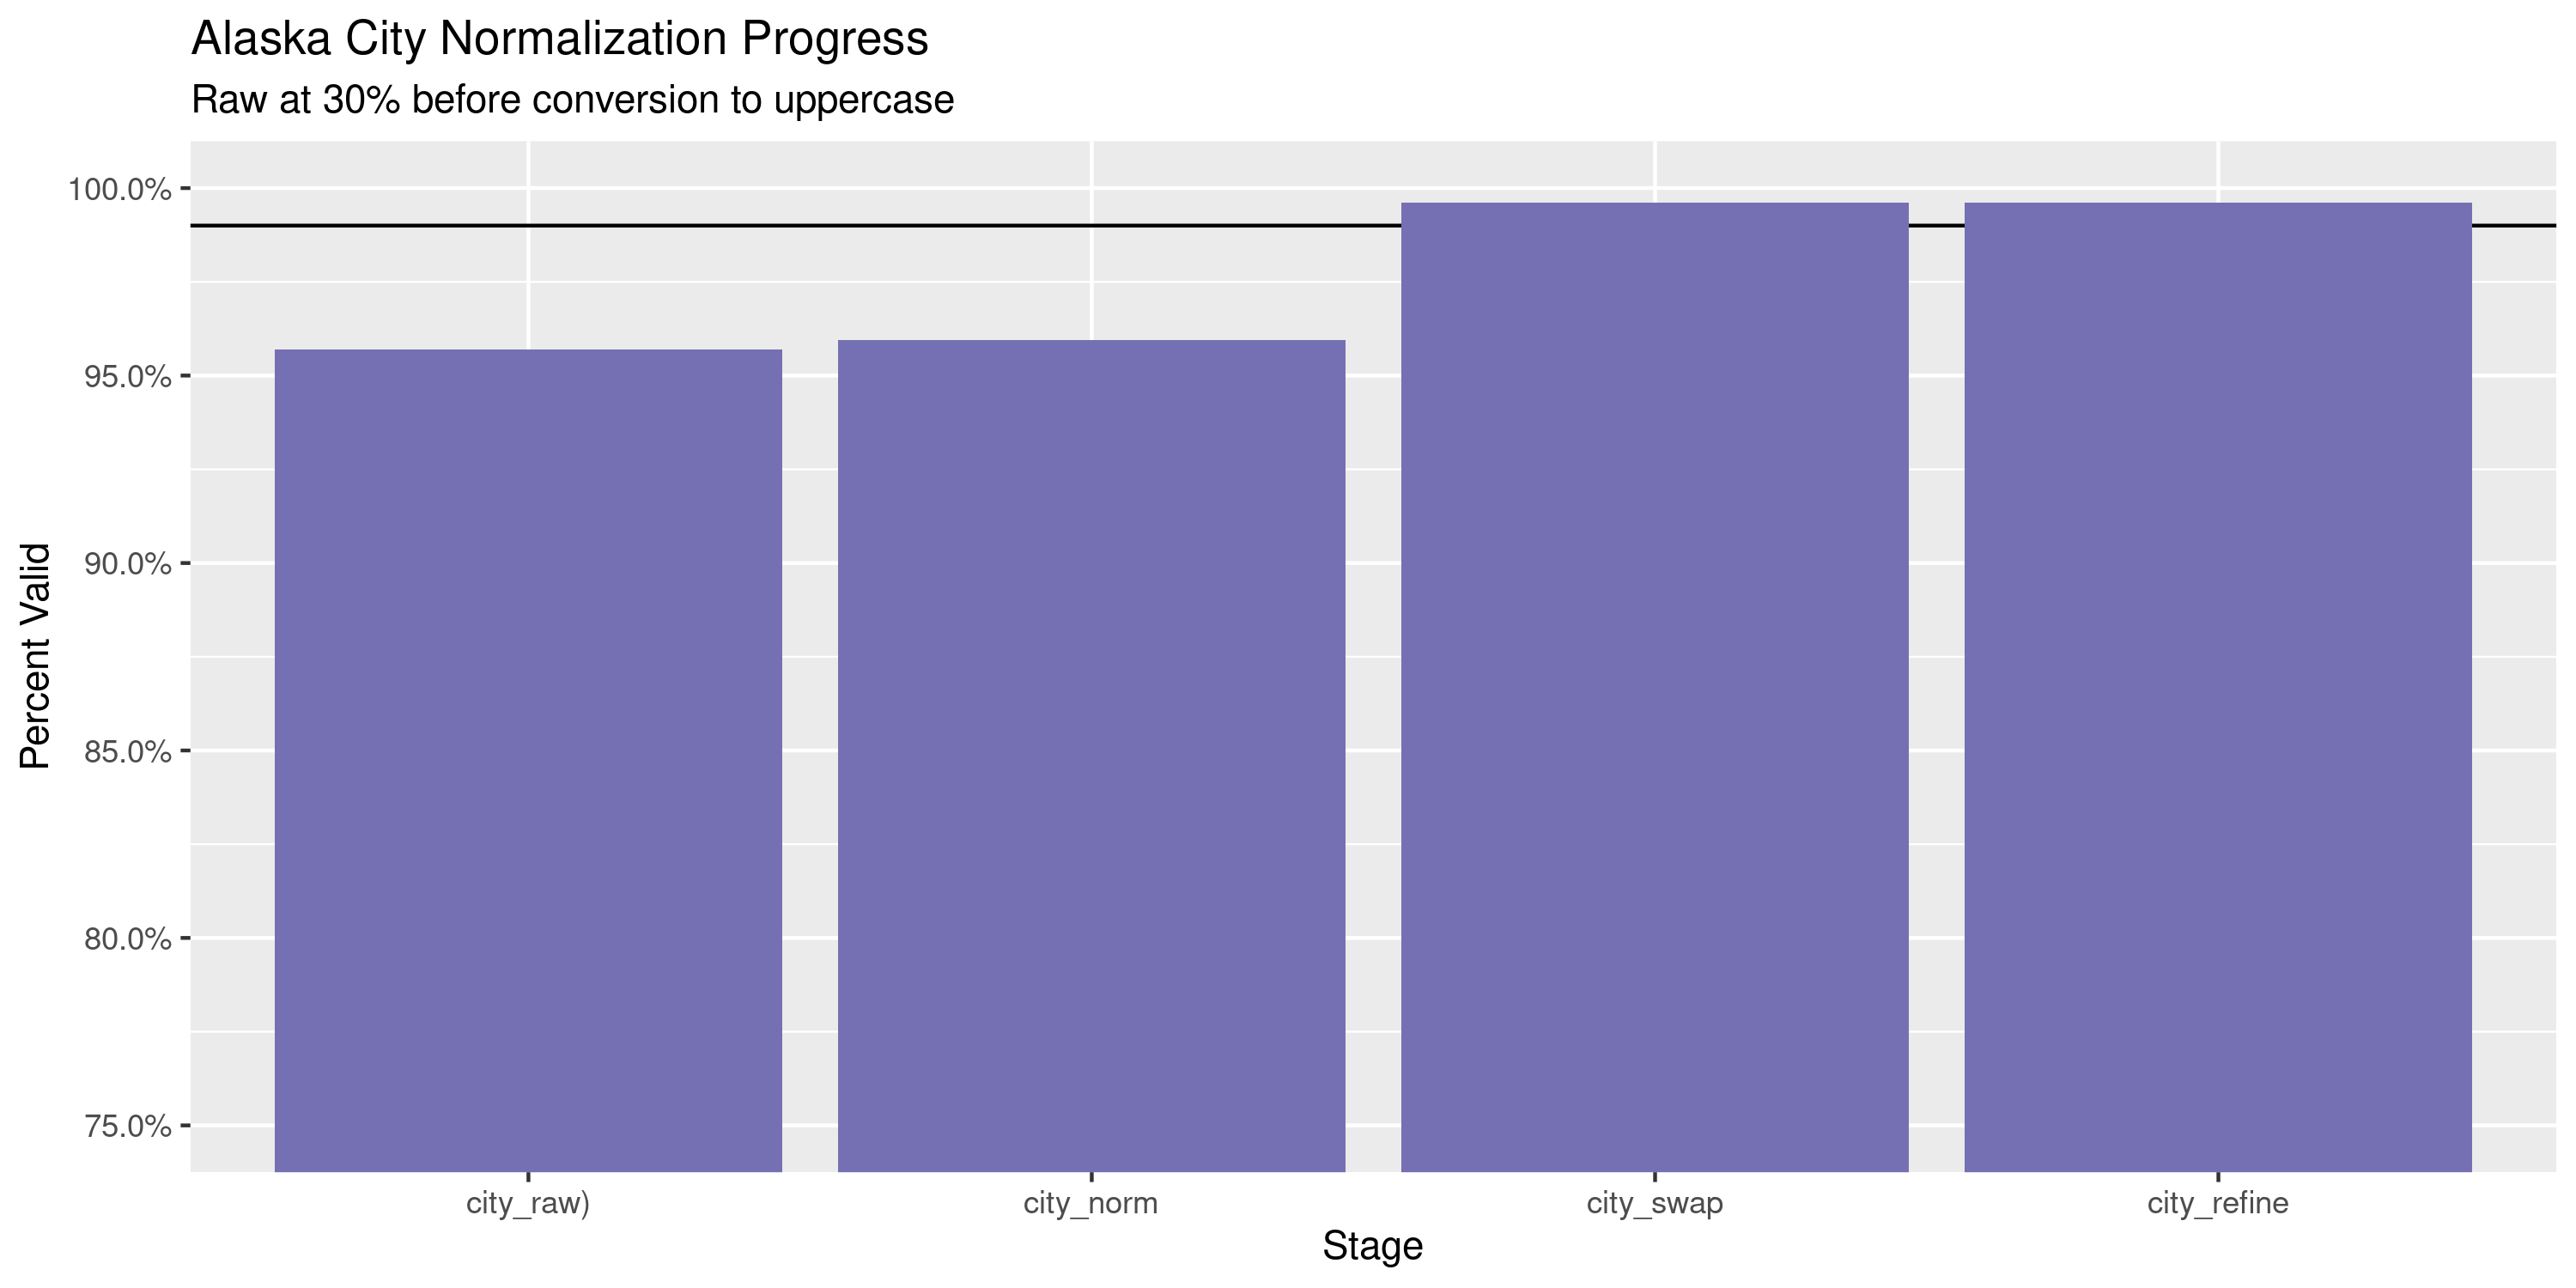 Alaska City Normalization Progress
Raw at 30% before conversion to uppercase
Percent Valid
100.0%
95.0%
90.0%
85.0%
80.0%
75.0%
city_raw)
city_norm
city_swap
city_refine
Stage